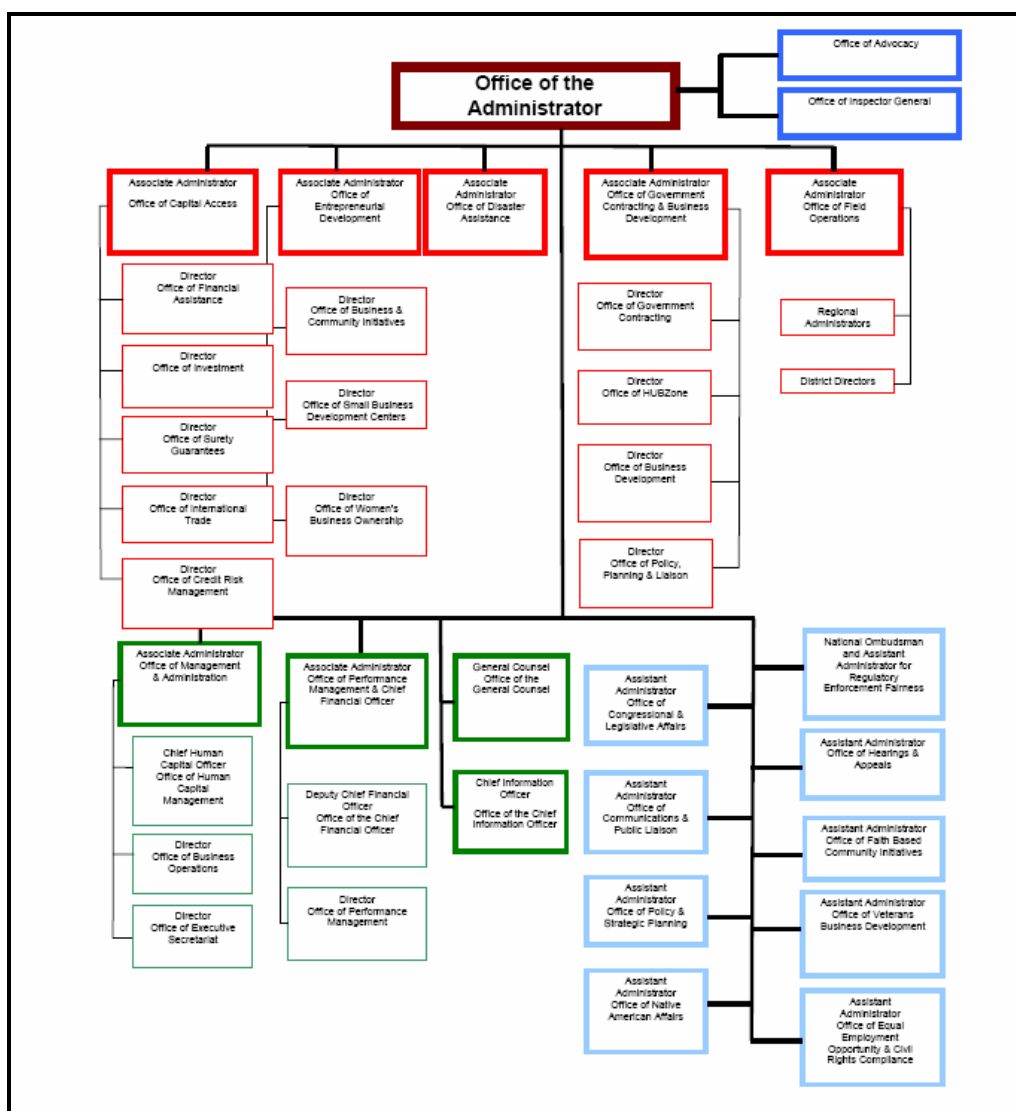 Office of Advocacy
Office of the
Administrator
Office of Inspector General
Associate Administrator
Office of Capital Access
Associate Administrator
Office of
Entrepreneurial
Development
Associate
Administrator
Office of Disaster
Assistance
Associate Administrator
Office of Government
Contracting & Business
Development
Associate
Administrator
Office of Field
Operations
Director
Office of Financial
Assistance
Director
Office of Investment
Director
Office of Surety
Guarantees
Director
Office of International
Trade
Director
Office of Credit Risk
Management
Director
Office of Business &
Community Initiatives
Director
Office of Small Business
Development Centers
Director
Office of Women's
Business Ownership
Director
Office of Government
Contracting
Director
Office of HUBZone
Director
Office of Business
Development
Director
Office of Policy,
Planning & Liaison
Regional
Administrators
District Directors
Associate Administrator
Office of Management
& Administration
Chief Human
Capital Officer
Office of Human
Capital
Management
Director
Office of Business
Operations
Director
Office of Executive
Secretariat
Associate Administrator
Office of Performance
Management & Chief
Financial Officer
Deputy Chief Financial
Officer
Office of the Chief
Financial Officer
Director
Office of Performance
Management
General Counsel
Office of the
General Counsel
Chief Information
Officer
Office of the Chief
Information Officer
Assistant
Administrator
Office of
Congressional &
Legislative Affairs
Assistant
Administrator
Office of
Communications &
Public Liaison
Assistant
Administrator
Office of Policy &
Strategic Planning
Assistant
Administrator
Office of Native
American Affairs
National Ombudsman
and Assistant
Administrator for
Regulatory
Enforcement Fairness
Assistant Administrator
Office of Hearings &
Appeals
Assistant Administrator
Office of Faith Based
Community Initiatives
Assistant Administrator
Office of Veterans
Business Development
Assistant
Administrator
Office of Equal
Employment
Opportunity & Civil
Rights Compliance